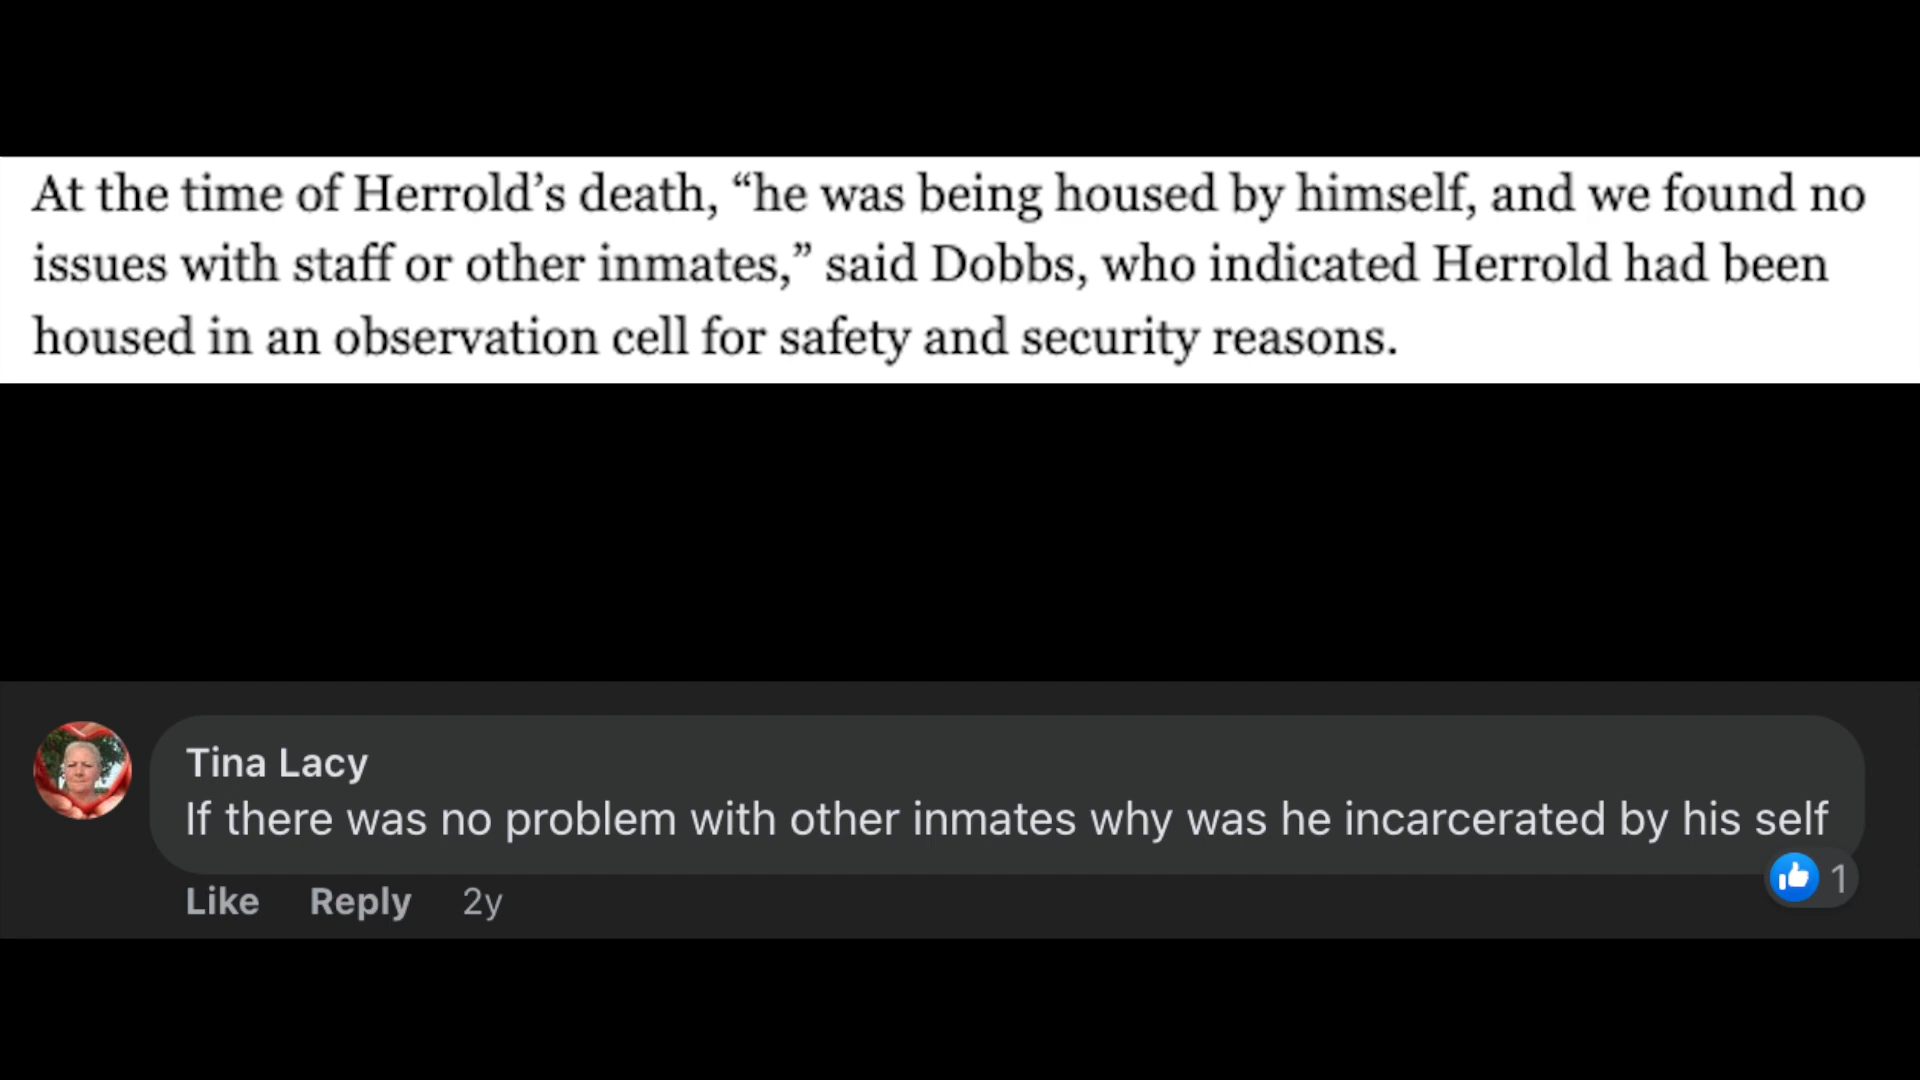 At the time of Herrold’s death, “he was being housed by himself, and we found no
issues with staff or other inmates,” said Dobbs, who indicated Herrold had been
housed in an observation cell for safety and security reasons.
Tina Lacy
If there was no problem with other inmates why was he incarcerated by his self
1
Like Reply 2y